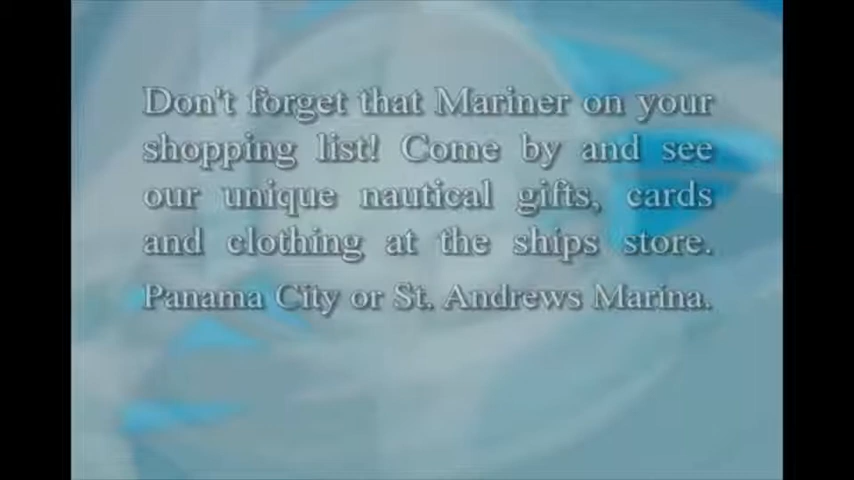 Don't forget that Mariner on your
shopping list! Come by and see
our unique nautical gifts, cards
and clothing at the ships store.
Panama City or St. Andrews Marina.